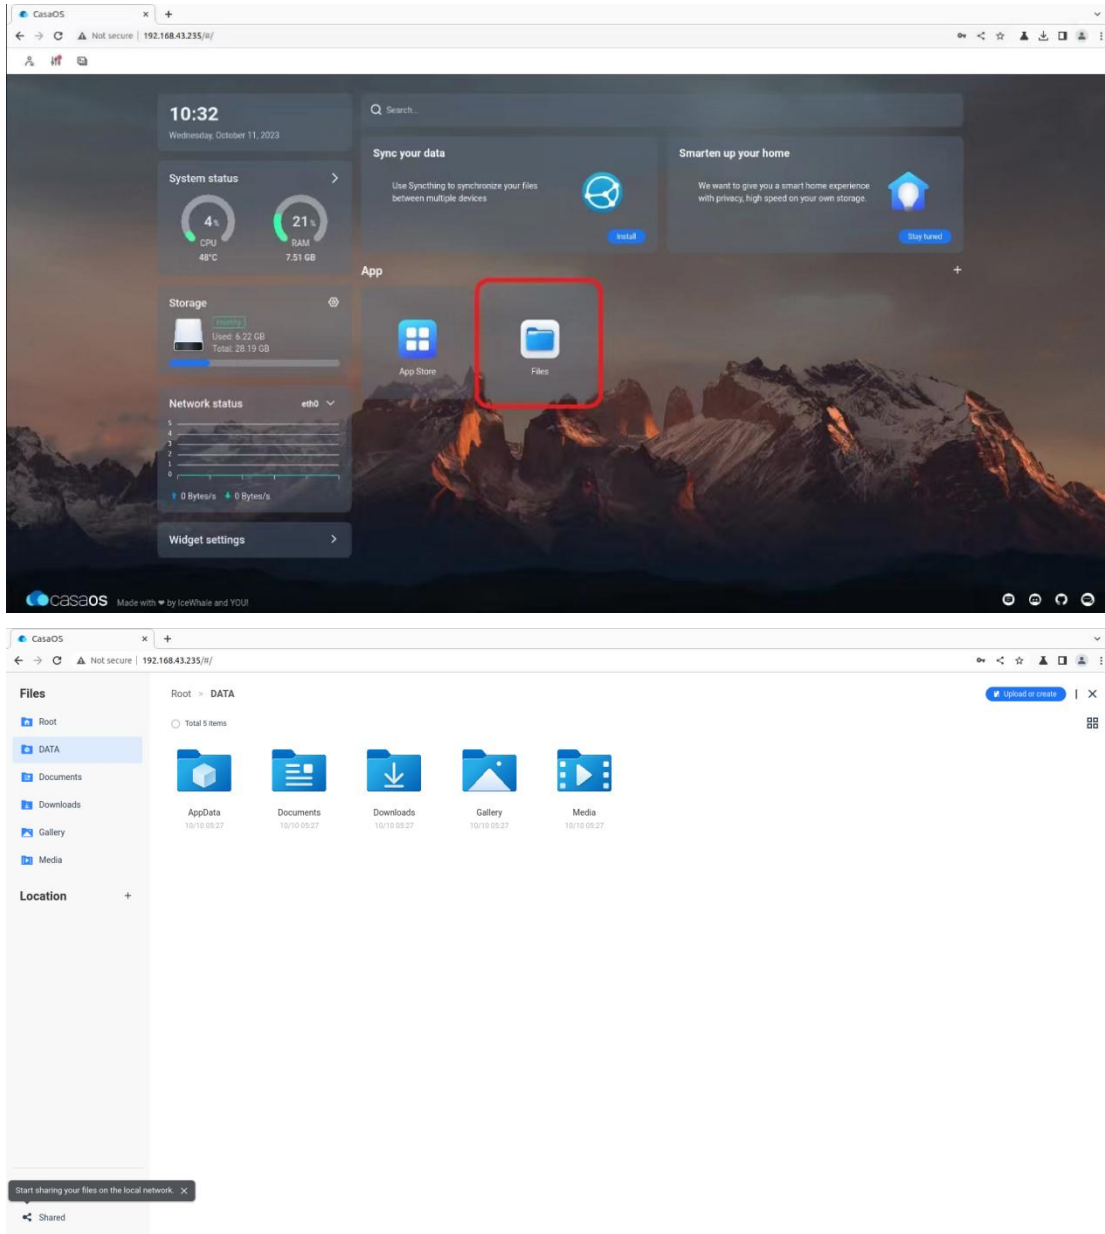 CasaOS
Not secure | 192.168.43.235/#/
10:32
Wednesday, October 11, 2023
Search...
Sync your data
Use Syncthing to synchronize your files
between multiple devices
Install
Smarten up your home
We want to give you a smart home experience
with privacy, high speed on your own storage.
Stay tuned
System status
4%
CPU
48°C
21%
RAM
7.51 GB
App
App Store
Files
Storage
Healthy
Used: 6.22 GB
Total: 28.19 GB
Network status
eth0
5
4
3
2
1
0
0 Bytes/s
0 Bytes/s
Widget settings
CasaOS Made with ❤ by IceWhale and YOU!
CasaOS
Not secure | 192.168.43.235/#/
Files
Root
DATA
Documents
Downloads
Gallery
Media
Location +
Root > DATA
Upload or create
Total 5 items
AppData
10/10 05:27
Documents
10/10 05:27
Downloads
10/10 05:27
Gallery
10/10 05:27
Media
10/10 05:27
Start sharing your files on the local network.
Shared